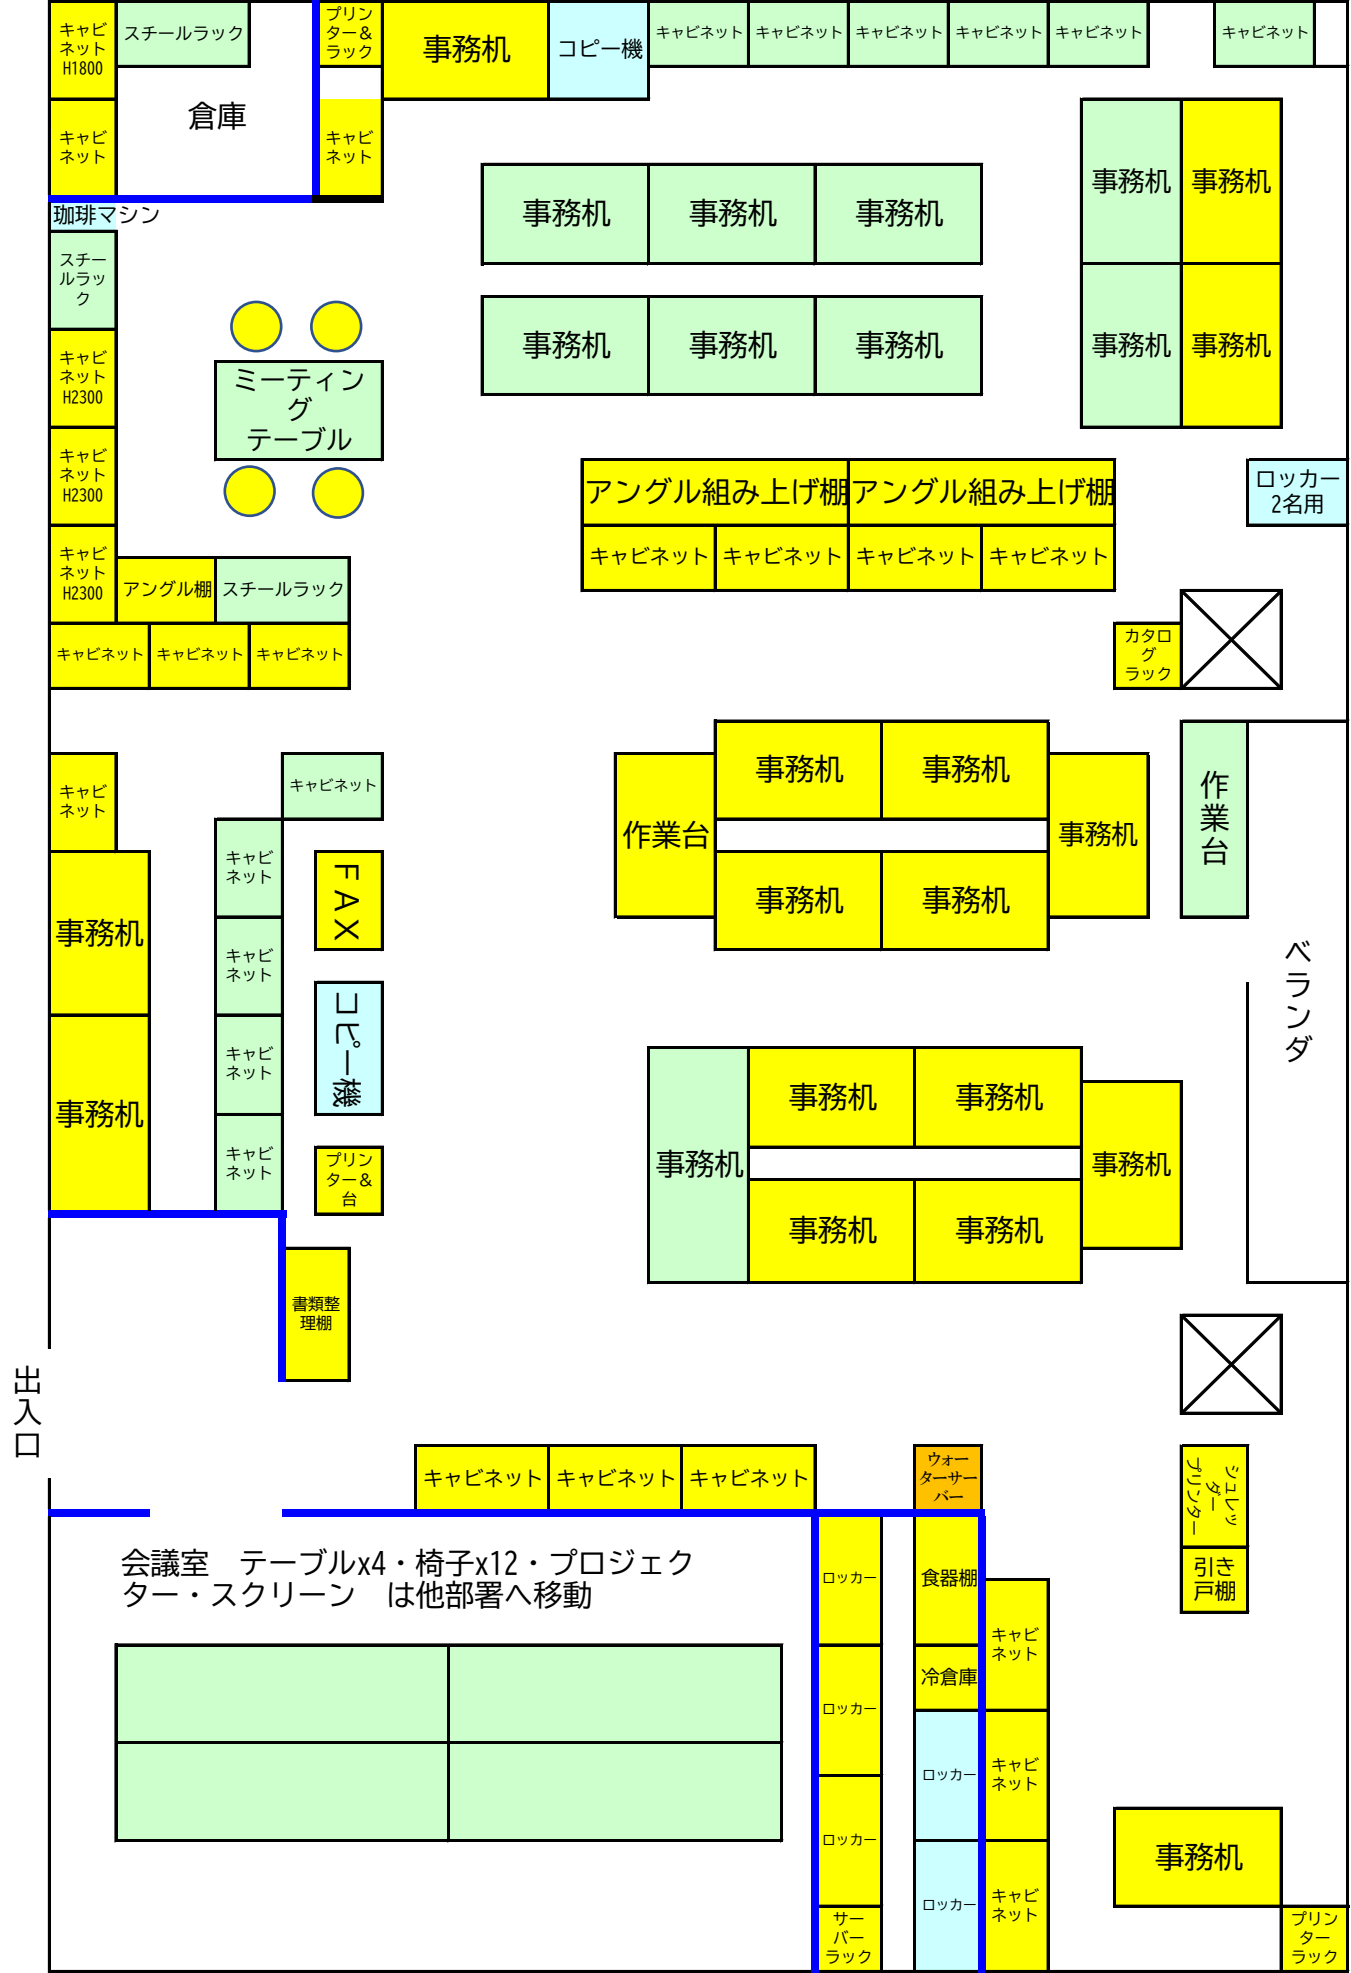 キャビ
ネット
H1800
スチールラック
プリン
ター＆
ラック
事務机
コピー機
キャビネット
キャビネット
キャビネット
キャビネット
キャビネット
キャビネット
キャビ
ネット
倉庫
キャビ
ネット
珈琲マシン
事務机
事務机
事務机
事務机
事務机
スチー
ルラッ
ク
キャビ
ネット
H2300
事務机
事務机
事務机
事務机
事務机
ミーティン
グ
テーブル
キャビ
ネット
H2300
アングル組み上げ棚
アングル組み上げ棚
ロッカー
2名用
キャビネット
キャビネット
キャビネット
キャビネット
キャビ
ネット
H2300
アングル棚
スチールラック
キャビネット
キャビネット
キャビネット
カタロ
グ
ラック
キャビ
ネット
キャビネット
事務机
事務机
作業台
事務机
作業台
キャビ
ネット
ＦＡＸ
事務机
事務机
事務机
キャビ
ネット
ベランダ
コピー機
キャビ
ネット
事務机
事務机
事務机
事務机
事務机
キャビ
ネット
プリン
ター＆
台
事務机
事務机
書類整
理棚
出入口
キャビネット
キャビネット
キャビネット
ウォー
ターサー
バー
シュレッ
ダー
プリンター
会議室　テーブルx4・椅子x12・プロジェク
ター・スクリーン　は他部署へ移動
ロッカー
食器棚
引き
戸棚
キャビ
ネット
冷倉庫
ロッカー
ロッカー
キャビ
ネット
ロッカー
事務机
ロッカー
キャビ
ネット
サー
バー
ラック
プリン
ター
ラック